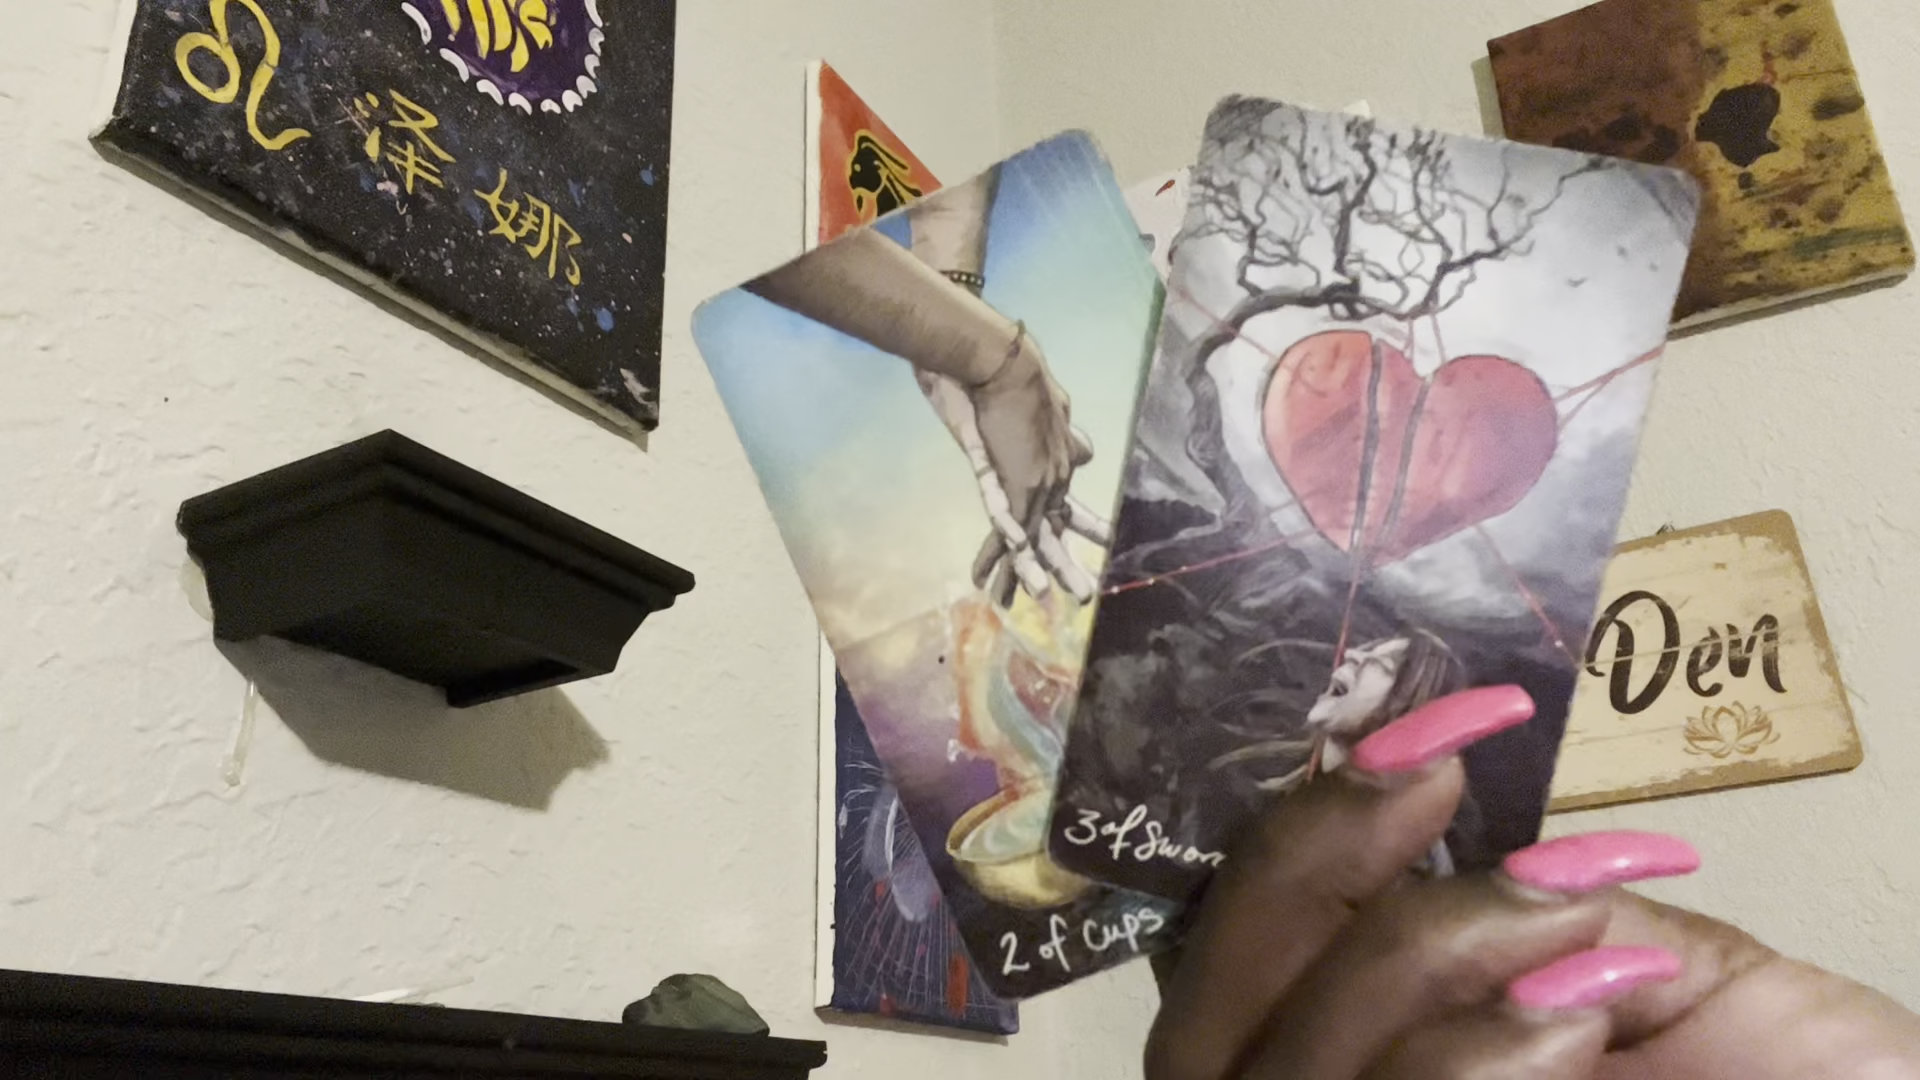 泽
娜
3 of Swor
2 of cups
Den